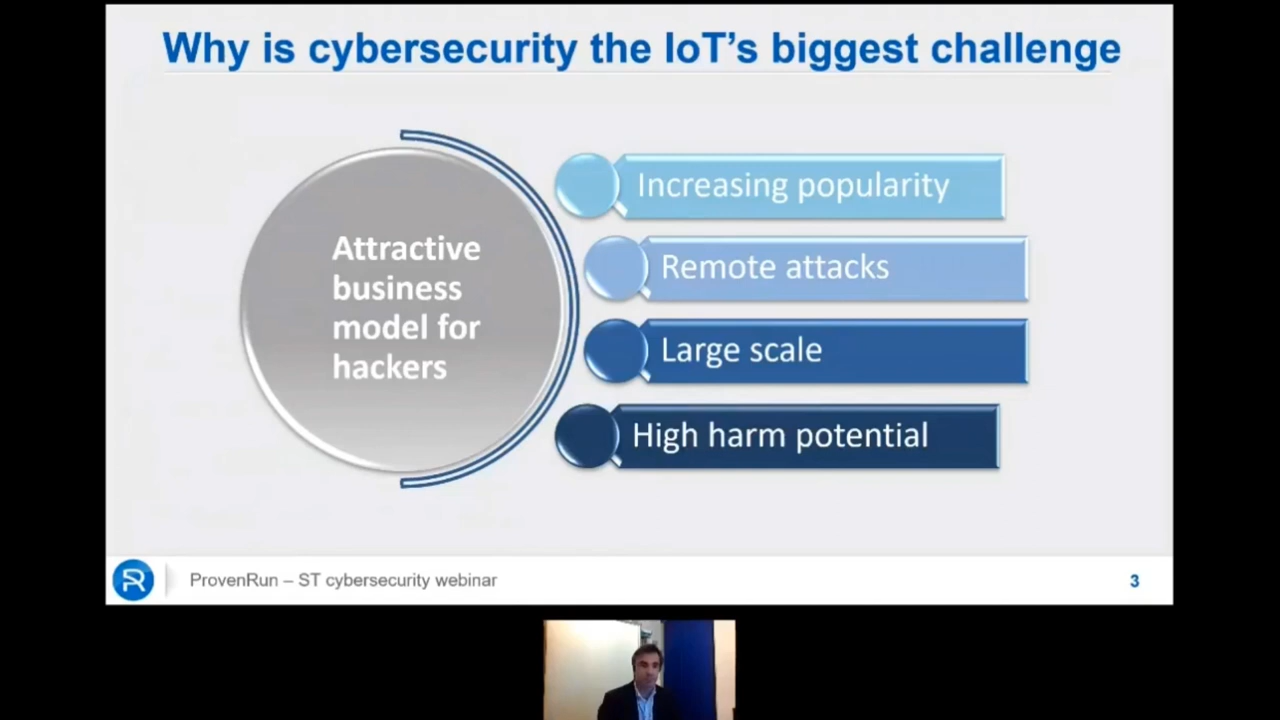 Why is cybersecurity the IoT’s biggest challenge
Attractive
business
model for
hackers
Increasing popularity
Remote attacks
Large scale
High harm potential
ProvenRun – ST cybersecurity webinar
3